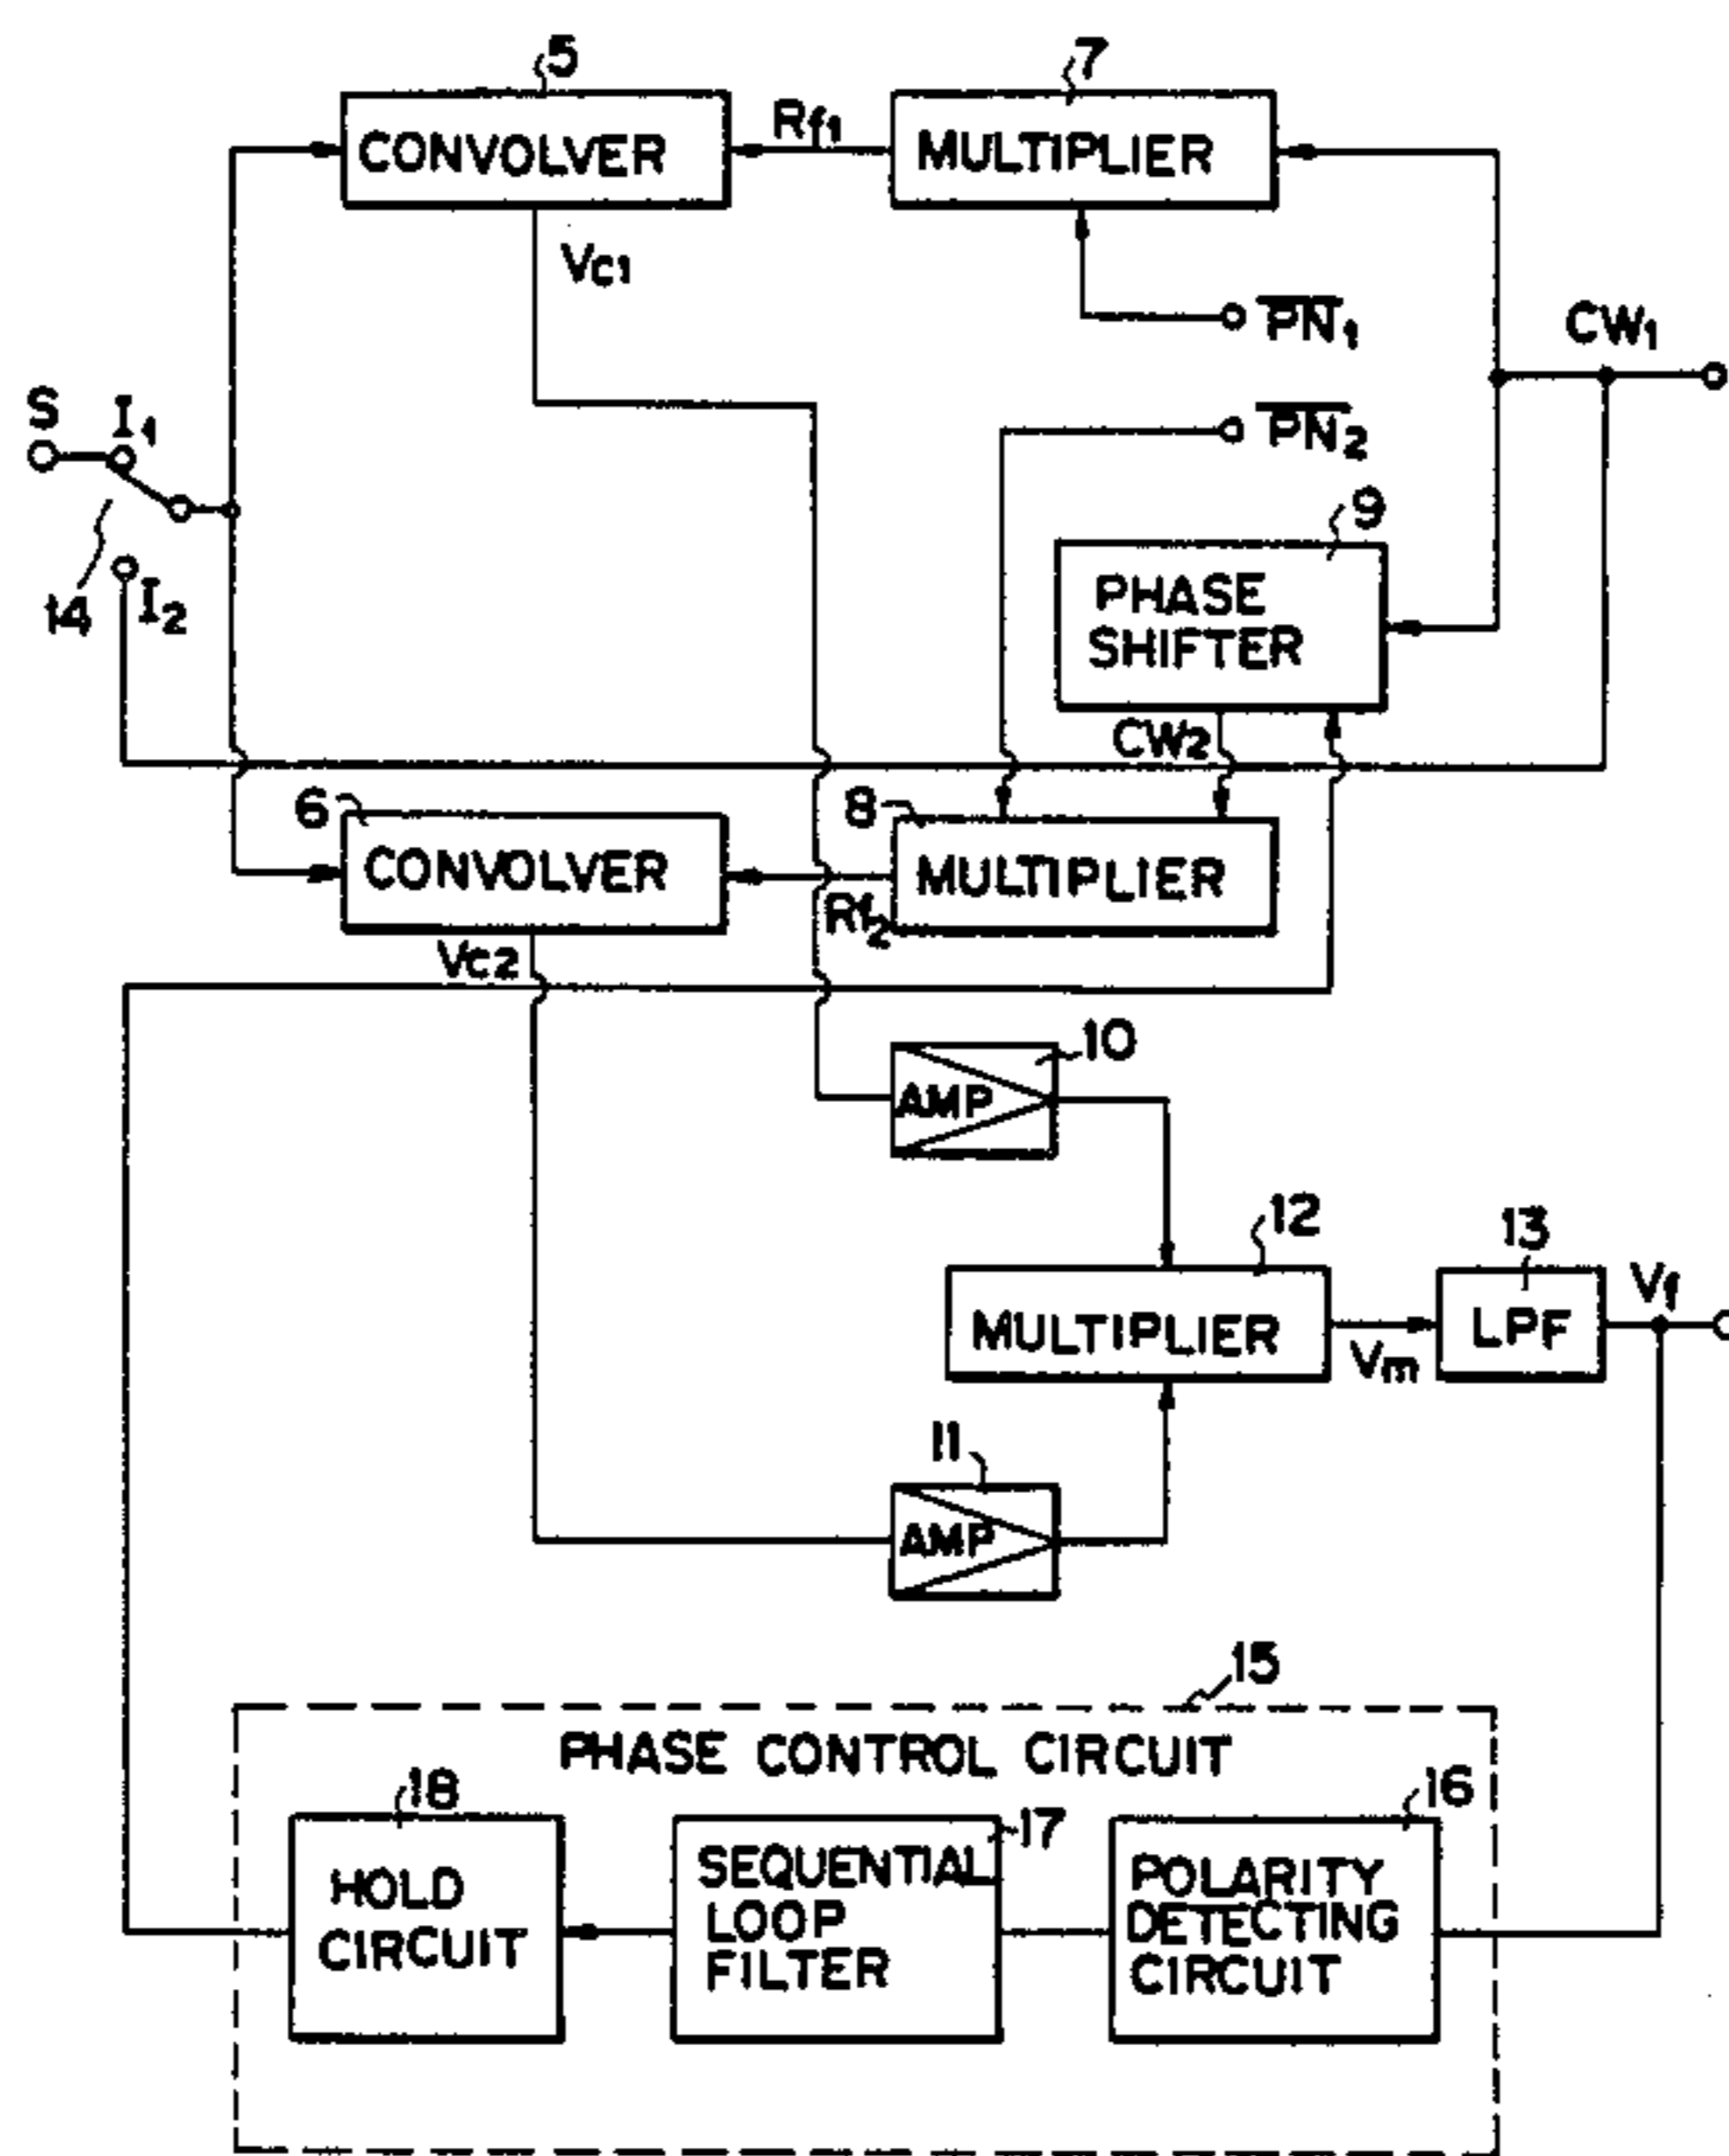 5
7
CONVOLVER
Rf1
MULTIPLIER
Vc1
P̅N̅1
CW1
S
I1
P̅N̅2
9
PHASE
SHIFTER
14
I2
CW2
6
8
CONVOLVER
MULTIPLIER
Rf2
Vc2
10
AMP
12
13
MULTIPLIER
LPF
Vf
Vm
11
AMP
15
PHASE CONTROL CIRCUIT
18
17
16
HOLD
CIRCUIT
SEQUENTIAL
LOOP
FILTER
POLARITY
DETECTING
CIRCUIT